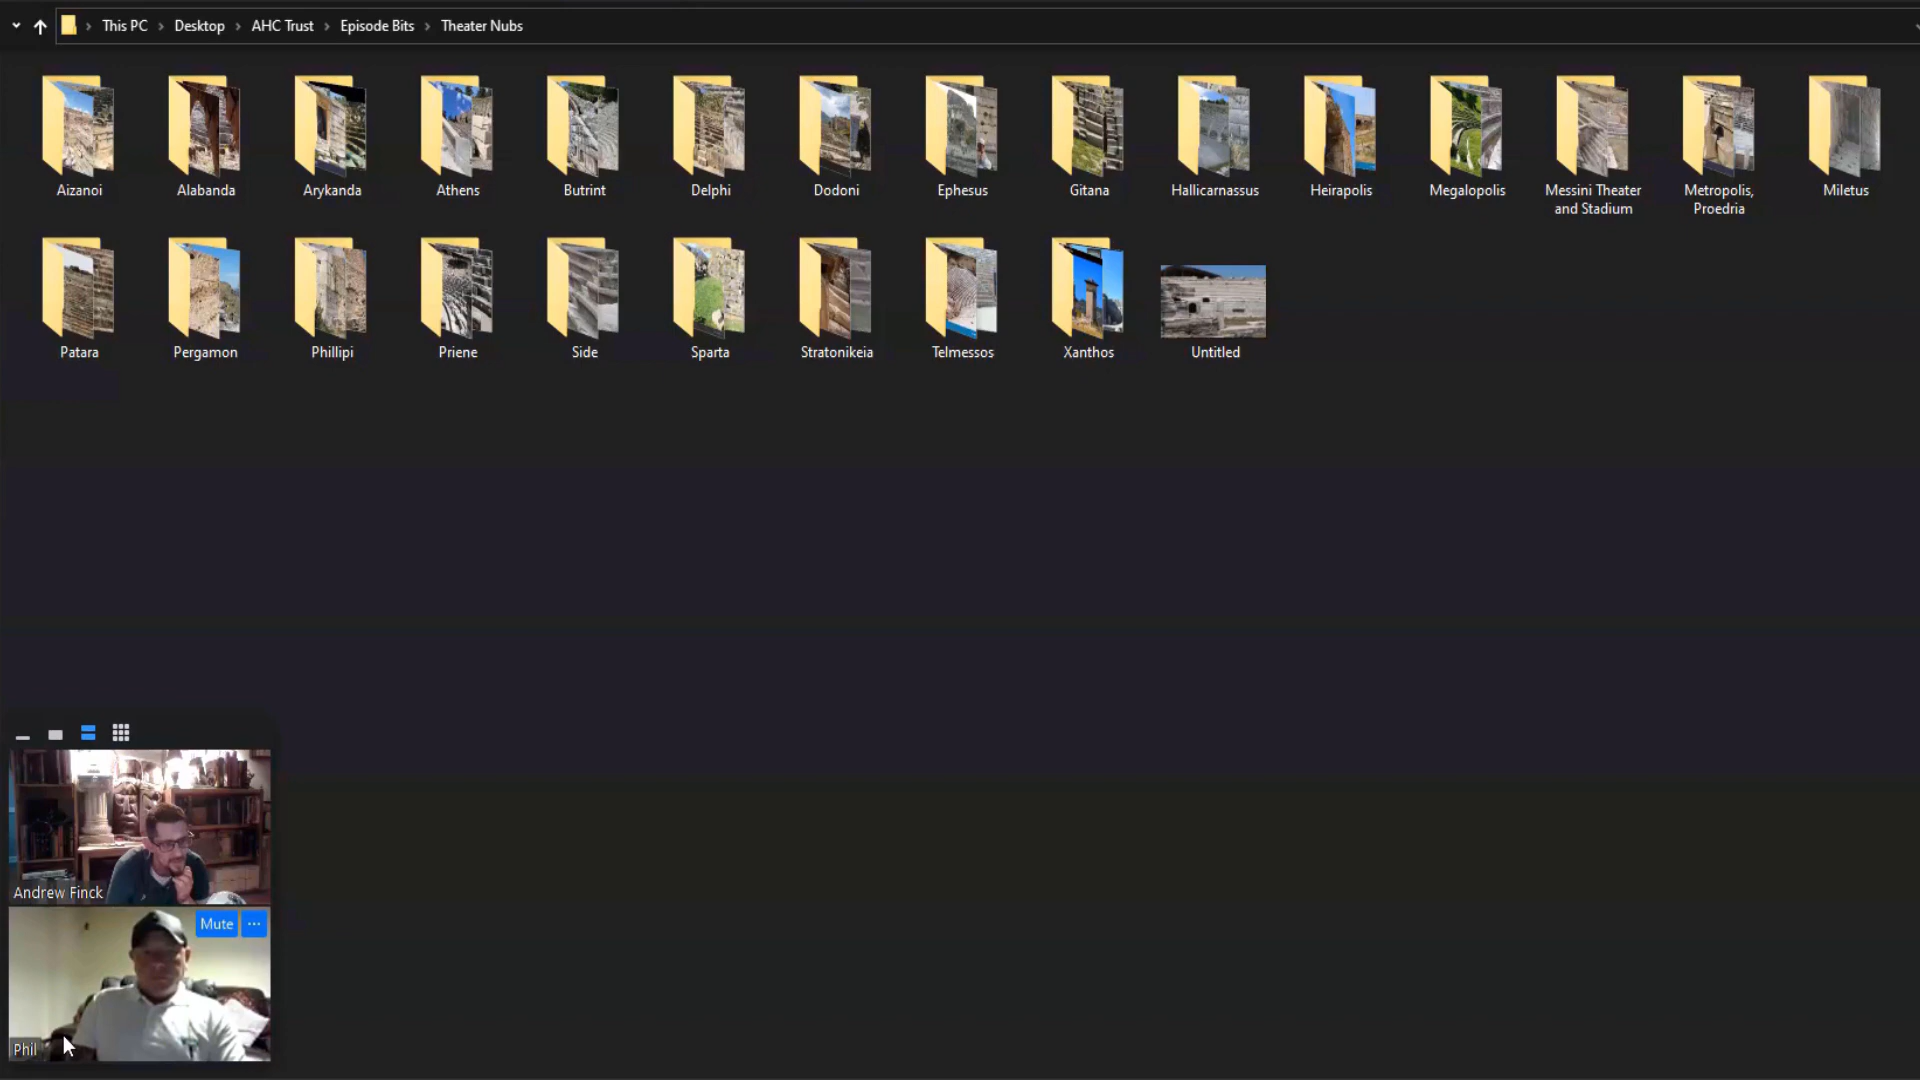 This PC > Desktop > AHC Trust > Episode Bits > Theater Nubs
Aizanoi
Alabanda
Arykanda
Athens
Butrint
Delphi
Dodoni
Ephesus
Gitana
Hallicarnassus
Heirapolis
Megalopolis
Messini Theater
and Stadium
Metropolis,
Proedria
Miletus
Patara
Pergamon
Phillipi
Priene
Side
Sparta
Stratonikeia
Telmessos
Xanthos
Untitled
Andrew Finck
Mute
Phil